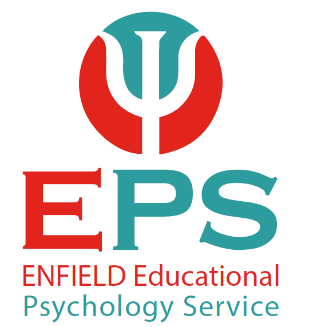 Ψ
EPS
ENFIELD Educational
Psychology Service